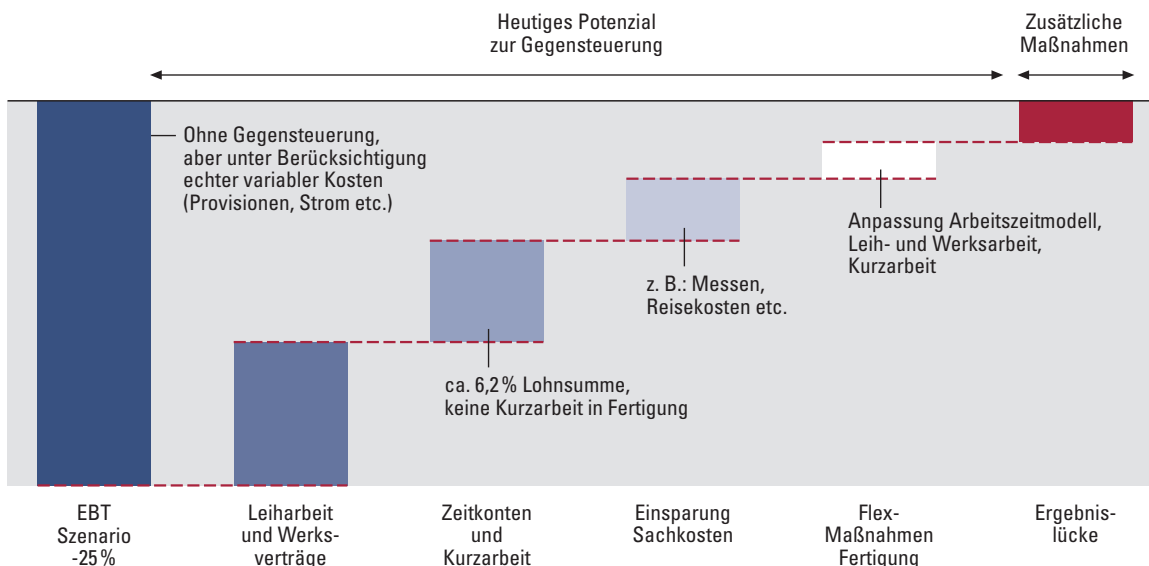 Heutiges Potenzial
zur Gegensteuerung
Zusätzliche
Maßnahmen
Ohne Gegensteuerung,
aber unter Berücksichtigung
echter variabler Kosten
(Provisionen, Strom etc.)
ca. 6,2% Lohnsumme,
keine Kurzarbeit in Fertigung
z. B.: Messen,
Reisekosten etc.
Anpassung Arbeitszeitmodell,
Leih- und Werksarbeit,
Kurzarbeit
EBT
Szenario
-25%
Leiharbeit
und Werks-
verträge
Zeitkonten
und
Kurzarbeit
Einsparung
Sachkosten
Flex-
Maßnahmen
Fertigung
Ergebnis-
lücke